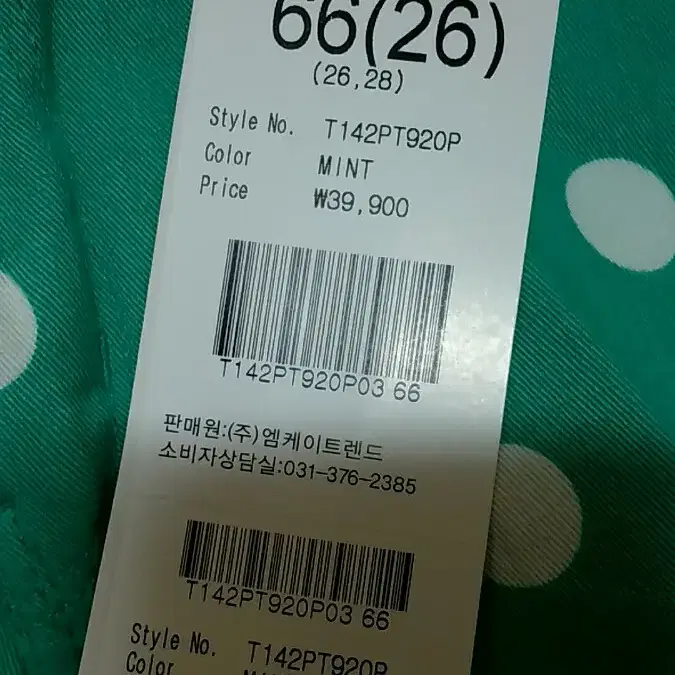 66(26)
(26,28)
Style No. T142PT920P
Color MINT
Price ₩39,900
T142PT920P03 66
판매원:(주)엠케이트렌드
소비자상담실:031-376-2385
T142PT920P03 66
Style No. T142PT920P
Color